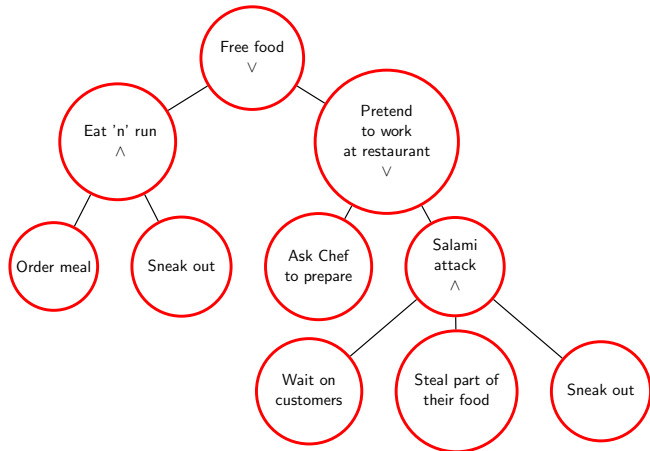 Free food
∨
Eat 'n' run
∧
Pretend
to work
at restaurant
∨
Order meal
Sneak out
Ask Chef
to prepare
Salami
attack
∧
Wait on
customers
Steal part of
their food
Sneak out